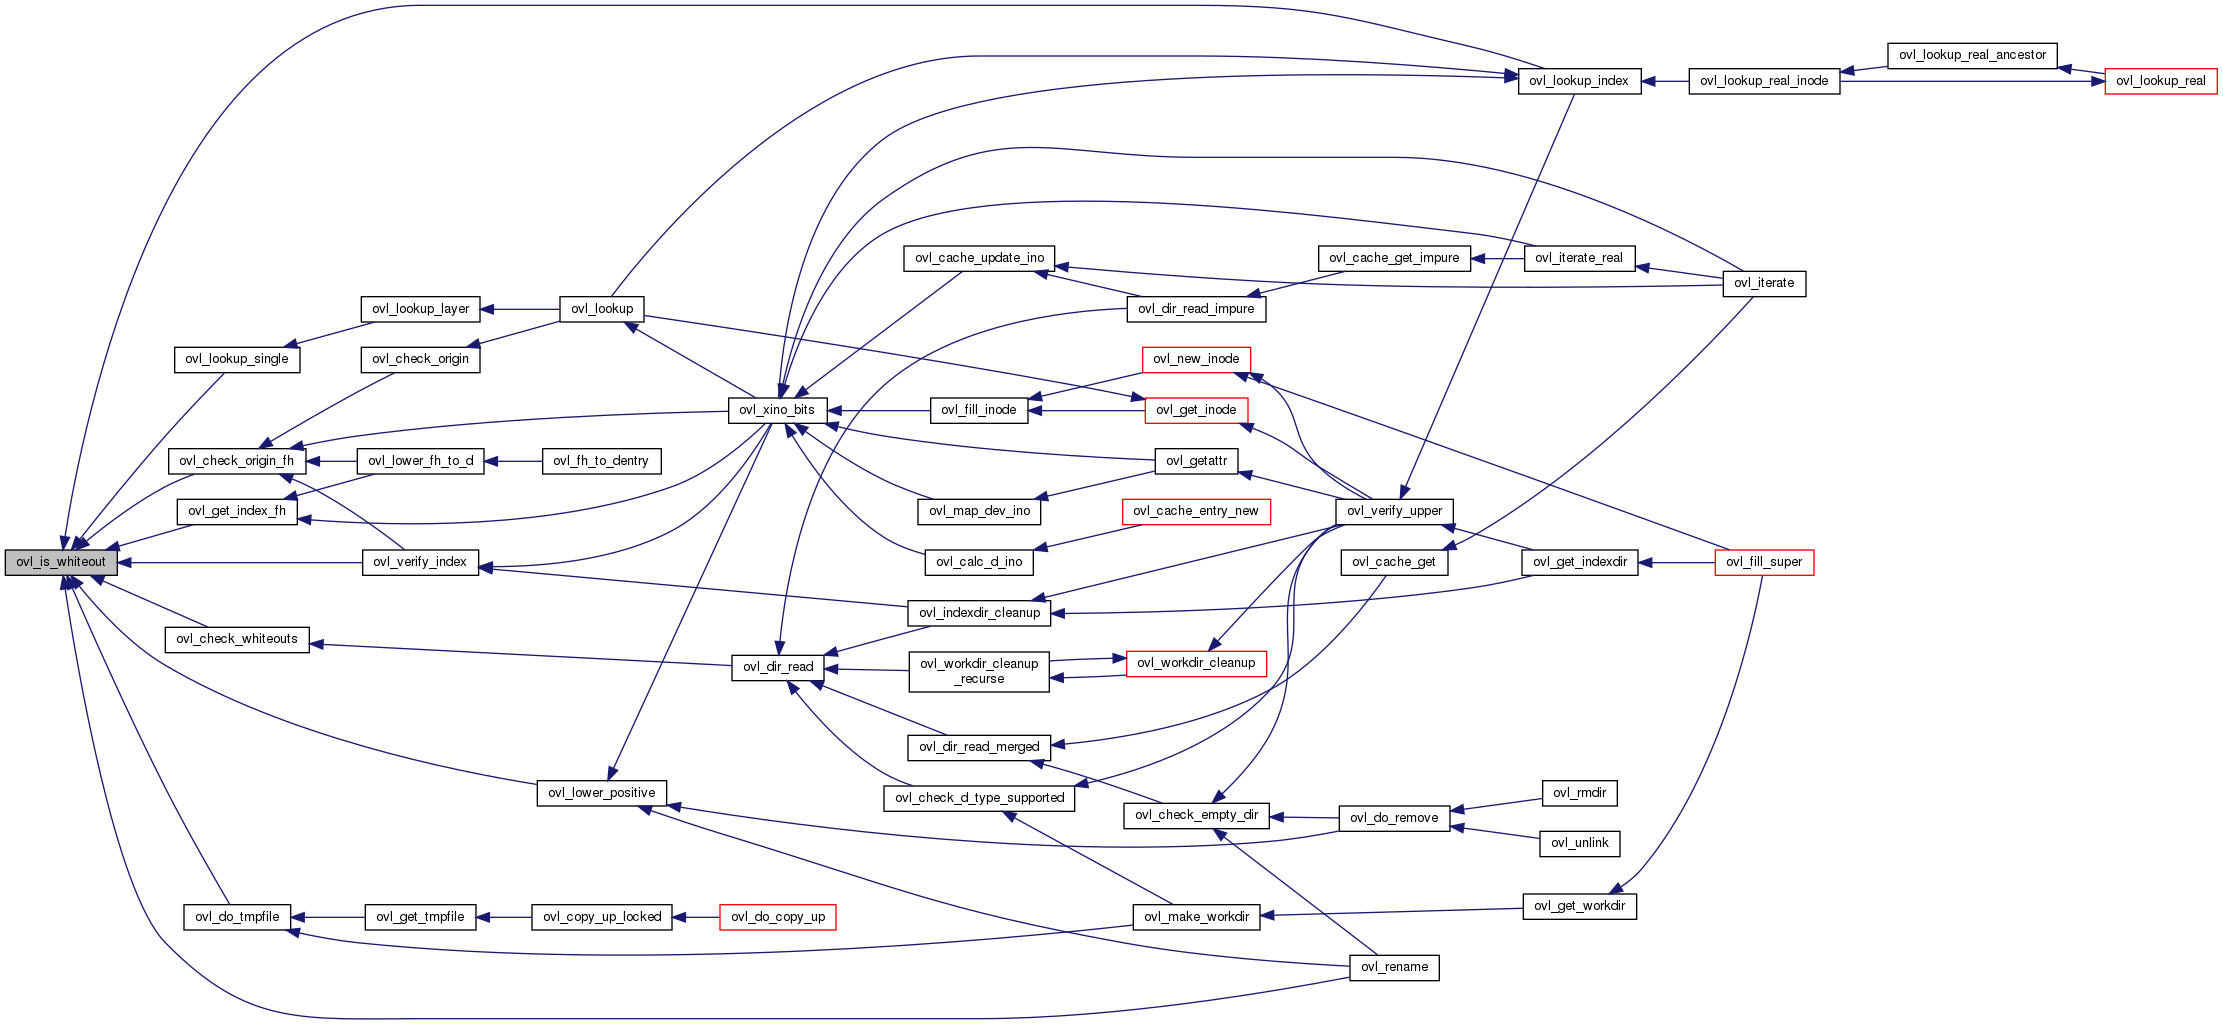 ovl_is_whiteout
ovl_lookup_single
ovl_check_origin_fh
ovl_get_index_fh
ovl_check_whiteouts
ovl_do_tmpfile
ovl_lookup_layer
ovl_check_origin
ovl_lower_fh_to_d
ovl_verify_index
ovl_get_tmpfile
ovl_lookup
ovl_fh_to_dentry
ovl_lower_positive
ovl_copy_up_locked
ovl_xino_bits
ovl_dir_read
ovl_do_copy_up
ovl_cache_update_ino
ovl_fill_inode
ovl_map_dev_ino
ovl_calc_d_ino
ovl_indexdir_cleanup
ovl_workdir_cleanup
_recurse
ovl_dir_read_merged
ovl_check_d_type_supported
ovl_dir_read_impure
ovl_new_inode
ovl_get_inode
ovl_getattr
ovl_cache_entry_new
ovl_workdir_cleanup
ovl_check_empty_dir
ovl_make_workdir
ovl_cache_get_impure
ovl_verify_upper
ovl_cache_get
ovl_do_remove
ovl_rename
ovl_lookup_index
ovl_iterate_real
ovl_get_indexdir
ovl_rmdir
ovl_unlink
ovl_get_workdir
ovl_lookup_real_inode
ovl_iterate
ovl_fill_super
ovl_lookup_real_ancestor
ovl_lookup_real